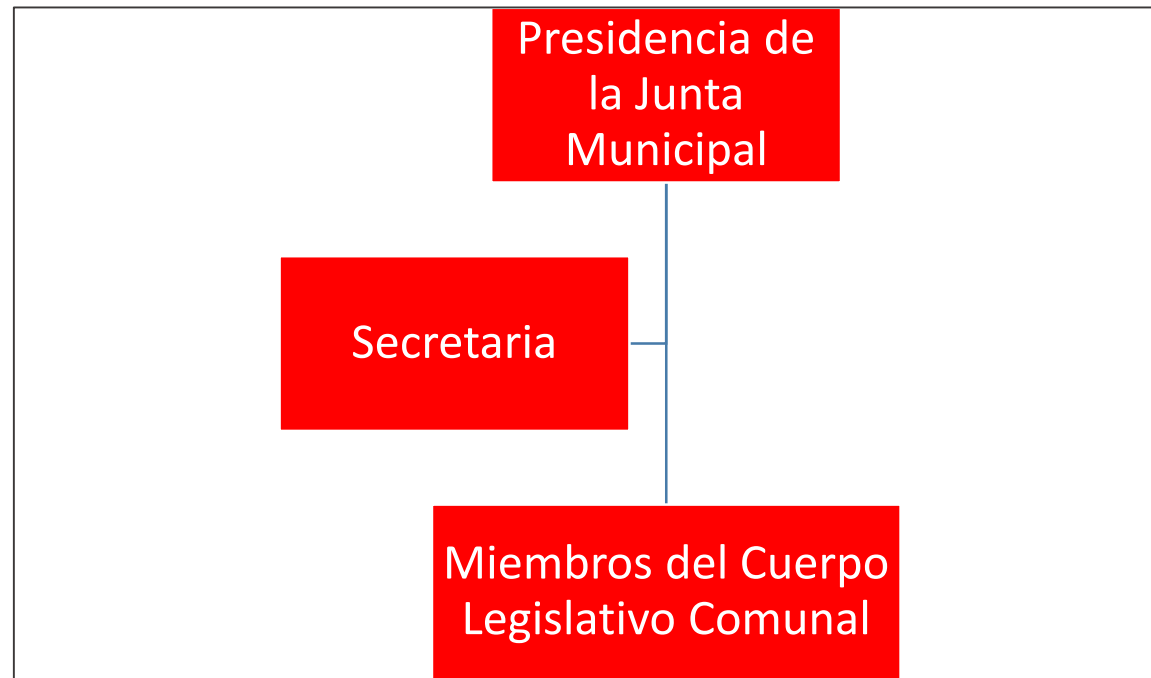 Presidencia de
la Junta
Municipal
Secretaria
Miembros del Cuerpo
Legislativo Comunal